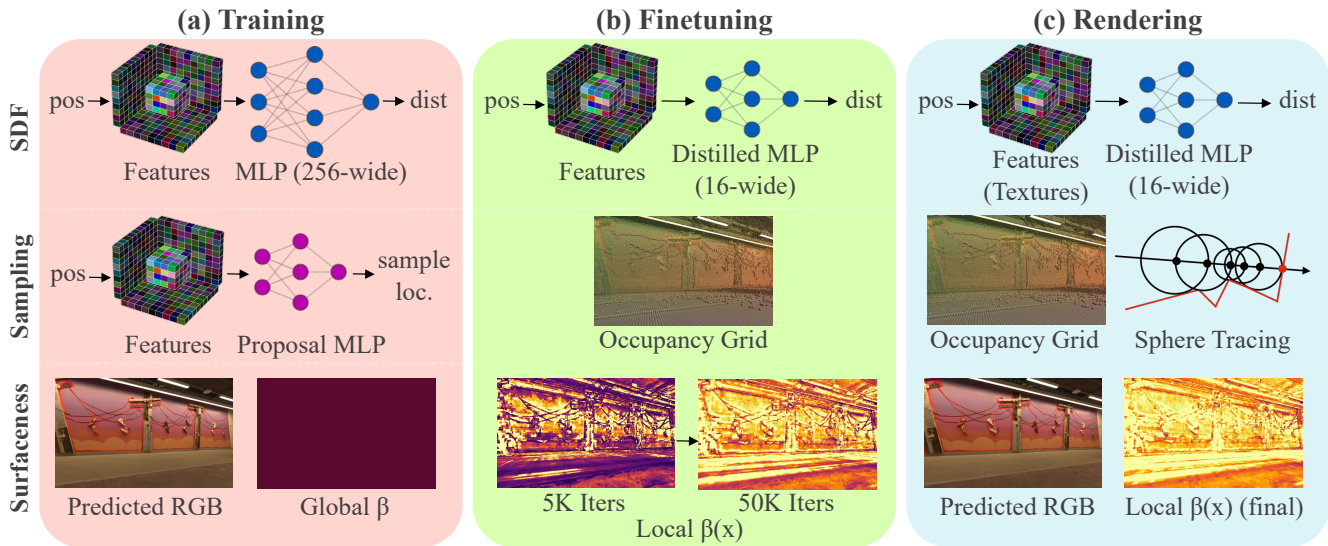 (a) Training
(b) Finetuning
(c) Rendering
SDF
pos
dist
Features
MLP (256-wide)
pos
dist
Features
Distilled MLP
(16-wide)
pos
dist
Features
(Textures)
Distilled MLP
(16-wide)
Sampling
pos
sample
loc.
Features
Proposal MLP
Occupancy Grid
Occupancy Grid
Sphere Tracing
Surfaceness
Predicted RGB
Global β
5K Iters
50K Iters
Local β(x)
Predicted RGB
Local β(x) (final)